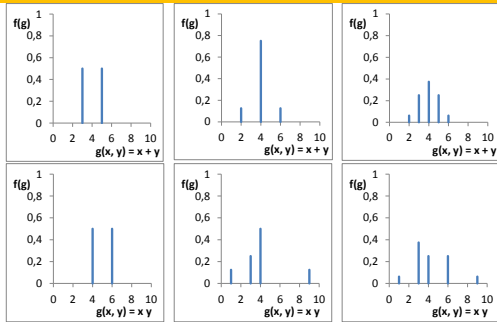 f(g)
1
0,8
0,6
0,4
0,2
0
0 2 4 6 8 10
g(x, y) = x + y
f(g)
1
0,8
0,6
0,4
0,2
0
0 2 4 6 8 10
g(x, y) = x + y
f(g)
1
0,8
0,6
0,4
0,2
0
0 2 4 6 8 10
g(x, y) = x + y
f(g)
1
0,8
0,6
0,4
0,2
0
0 2 4 6 8 10
g(x, y) = x y
f(g)
1
0,8
0,6
0,4
0,2
0
0 2 4 6 8 10
g(x, y) = x y
f(g)
1
0,8
0,6
0,4
0,2
0
0 2 4 6 8 10
g(x, y) = x y